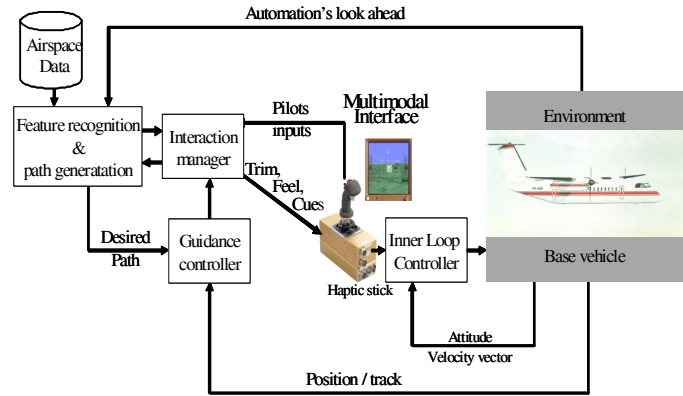 Automation's look ahead
Airspace
Data
Feature recognition
&
path generatation
Interaction
manager
Pilots
inputs
Multimodal
Interface
Trim,
Feel,
Cues
Environment
Desired
Path
Guidance
controller
Haptic stick
Inner Loop
Controller
Base vehicle
Attitude
Velocity vector
Position / track